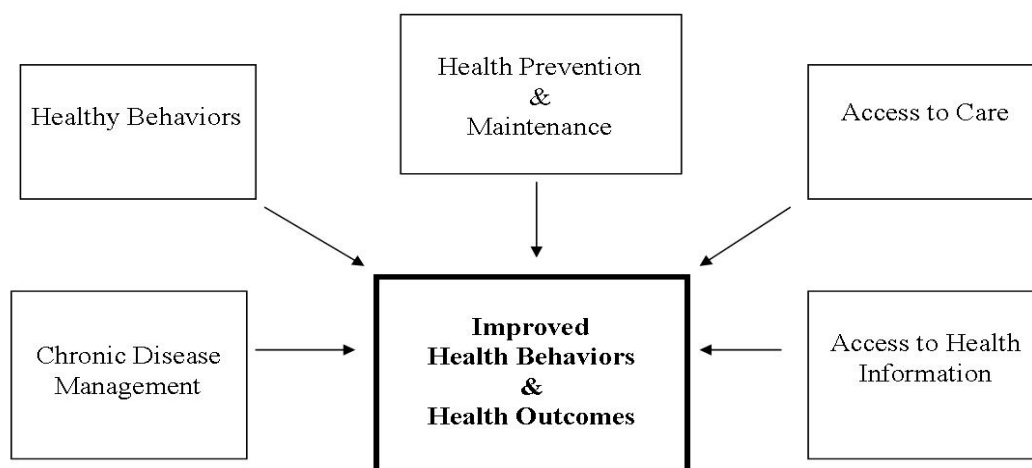 Health Prevention
&
Maintenance
Healthy Behaviors
Access to Care
Improved
Health Behaviors
&
Health Outcomes
Chronic Disease
Management
Access to Health
Information